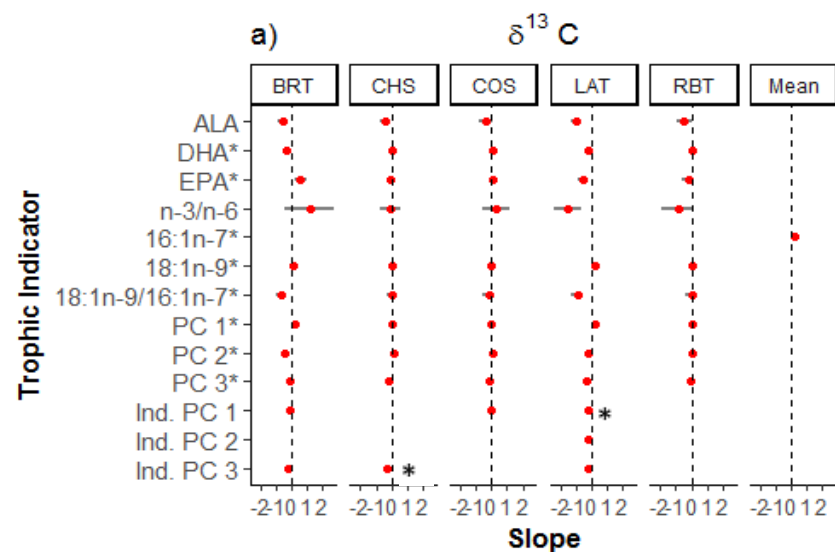 a) δ13 C
BRT CHS COS LAT RBT Mean
Trophic Indicator
ALA
DHA*
EPA*
n-3/n-6
16:1n-7*
18:1n-9*
18:1n-9/16:1n-7*
PC 1*
PC 2*
PC 3*
Ind. PC 1 *
Ind. PC 2
Ind. PC 3 *
-2-1012 -2-1012 -2-1012 -2-1012 -2-1012 -2-1012
Slope